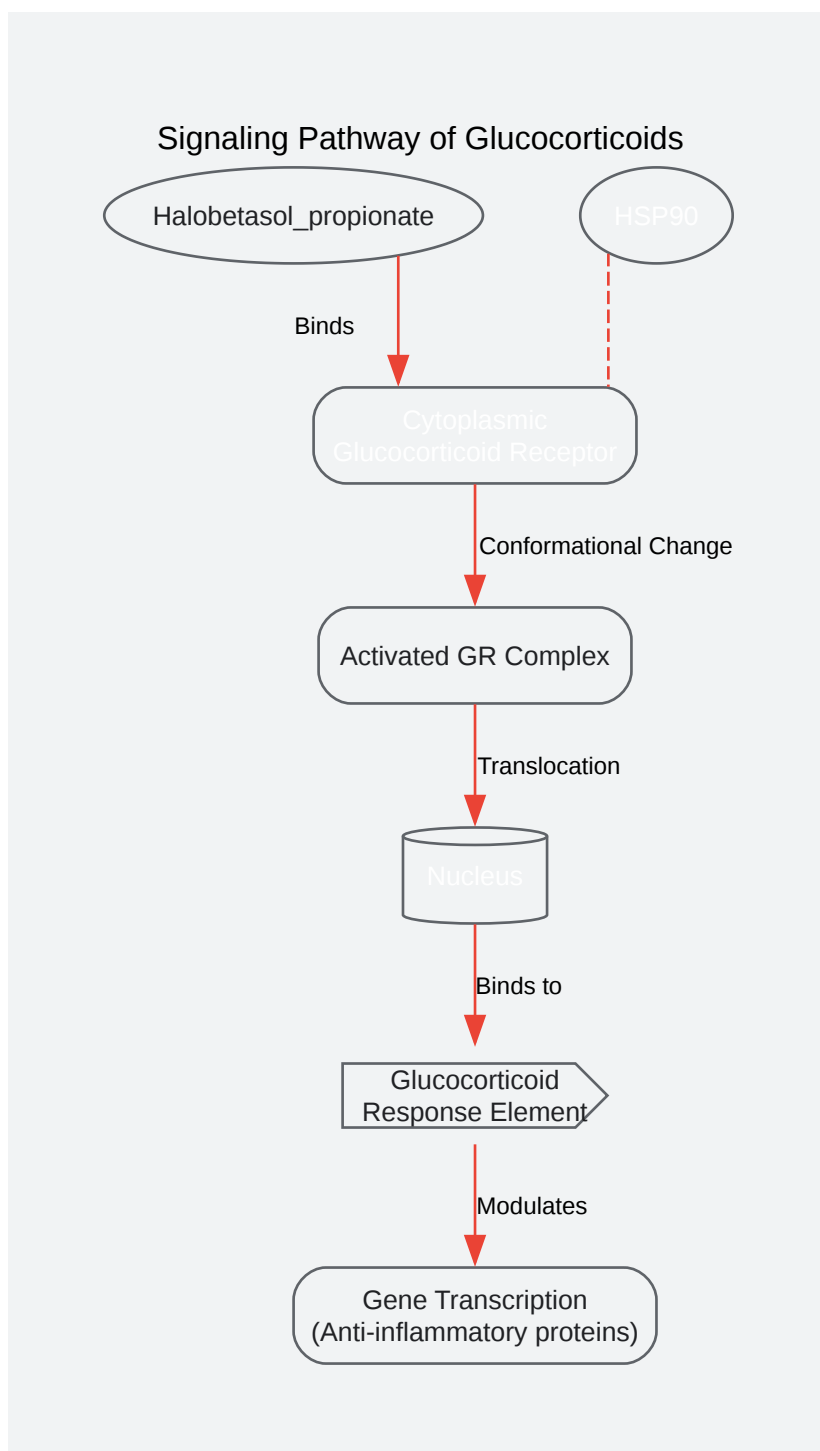 Signaling Pathway of Glucocorticoids
Halobetasol_propionate
HSP90
Binds
Cytoplasmic
Glucocorticoid Receptor
Conformational Change
Activated GR Complex
Translocation
Nucleus
Binds to
Glucocorticoid
Response Element
Modulates
Gene Transcription
(Anti-inflammatory proteins)